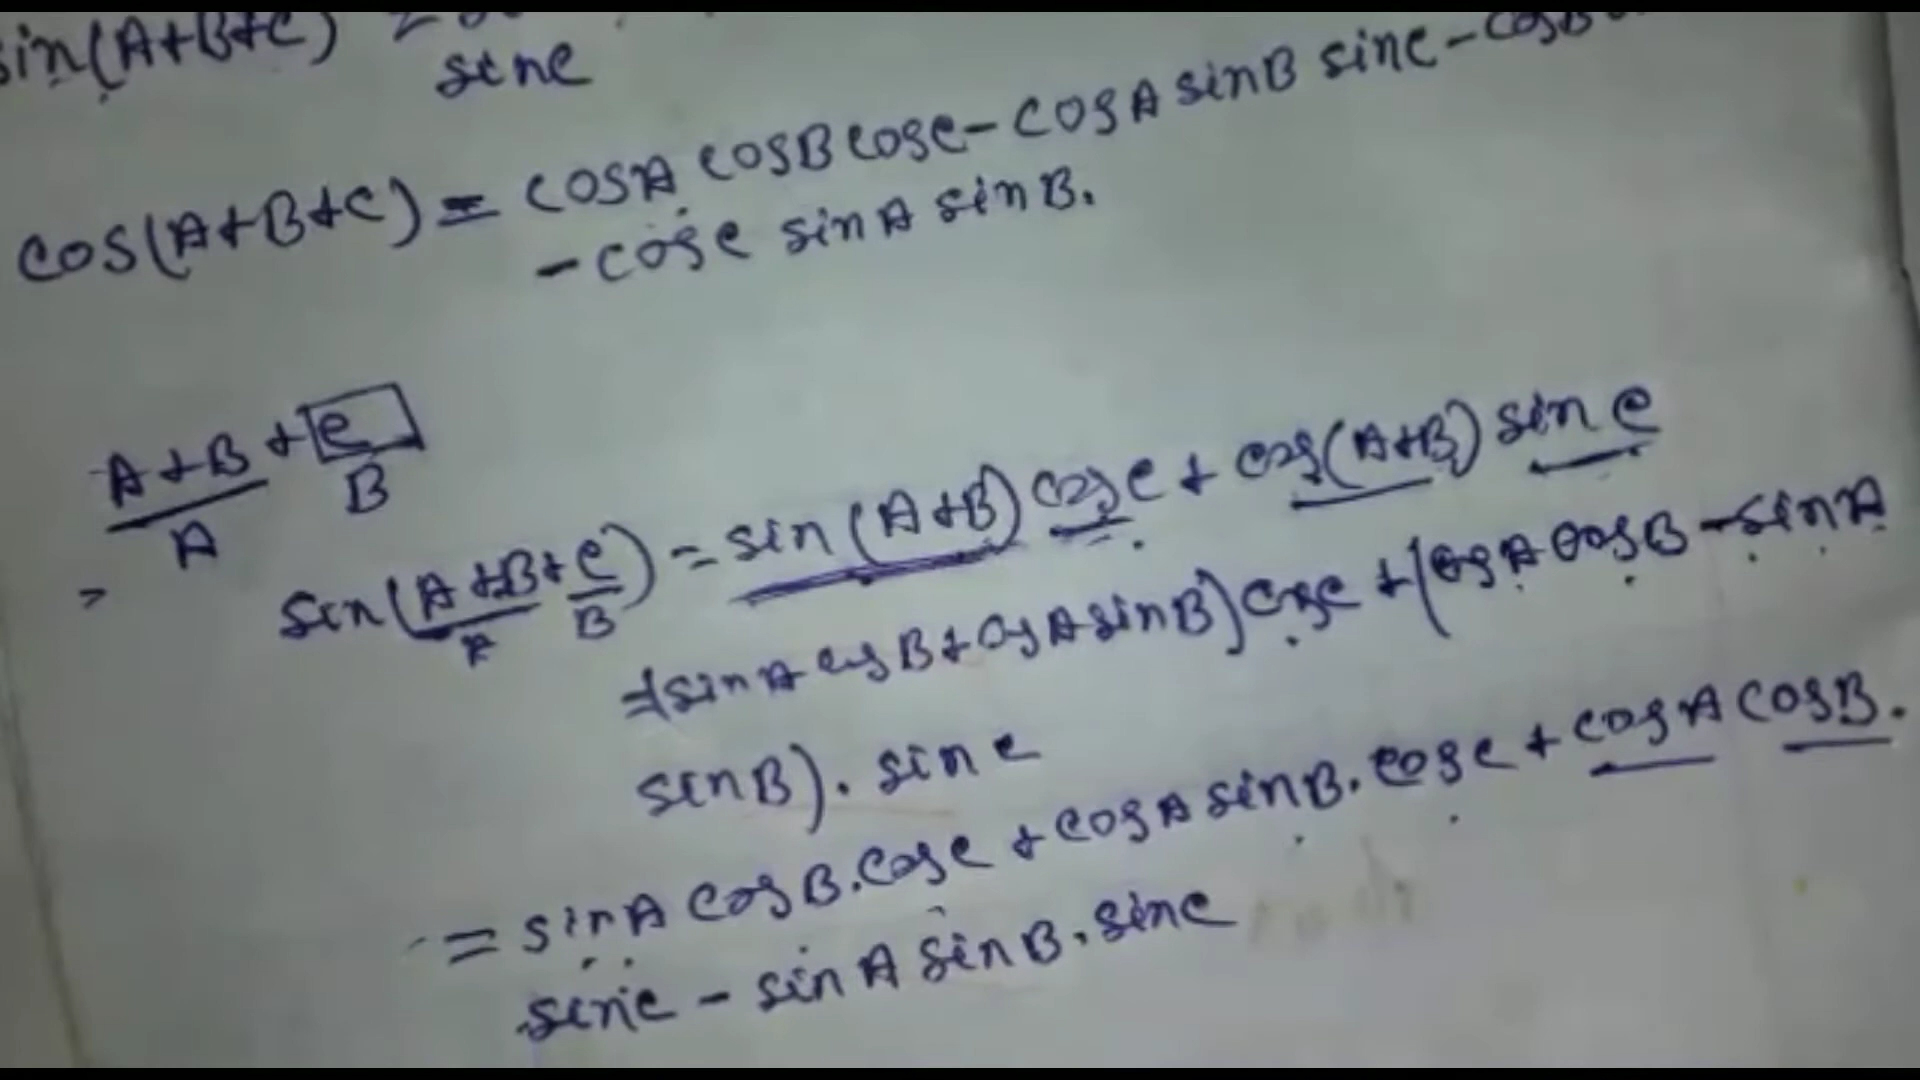 sin(A+B+C) =
sinC
cos(A+B+C) = cosA cosB cosC - cosA sinB sinC - cosB
- cosC sinA sinB.
A+B + C
A B
sin(A+B+C) = sin(A+B) cosC + cos(A+B) sinC
A B
=(sinA cosB + cosA sinB) cosC + (cosA cosB - sinA
sinB). sinC
= sinA cosB. cosC + cosA sinB. cosC + cosA cosB.
sinC - sinA sinB. sinC